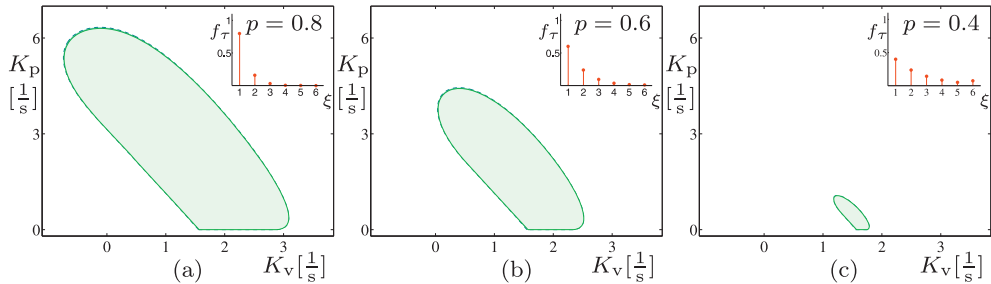 p = 0.8
f_τ
1
0.5
1 2 3 4 5 6
ξ
K_p
[1/s]
6
3
0
0 1 2 3
(a)
K_v[1/s]
p = 0.6
f_τ
1
0.5
1 2 3 4 5 6
ξ
K_p
[1/s]
6
3
0
0 1 2 3
(b)
K_v[1/s]
p = 0.4
f_τ
1
0.5
1 2 3 4 5 6
ξ
K_p
[1/s]
6
3
0
0 1 2 3
(c)
K_v[1/s]